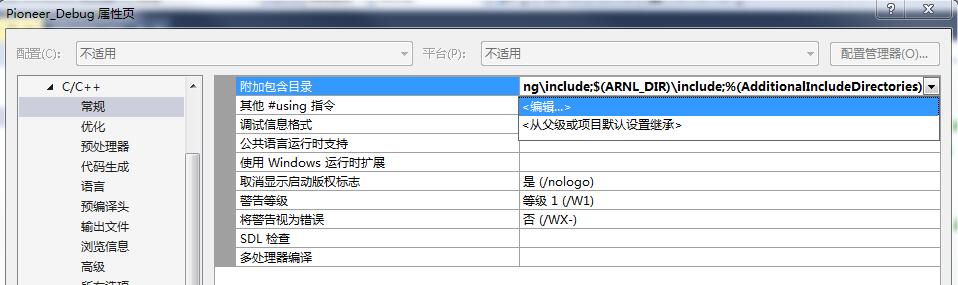 Pioneer_Debug 属性页
配置(C): 不适用 平台(P): 不适用 配置管理器(O)...
C/C++
常规
优化
预处理器
代码生成
语言
预编译头
输出文件
浏览信息
高级
所有选项
附加包含目录 ng\include;$(ARNL_DIR)\include;%(AdditionalIncludeDirectories)
其他 #using 指令 <编辑...>
调试信息格式 <从父级或项目默认设置继承>
公共语言运行时支持
使用 Windows 运行时扩展
取消显示启动版权标志 是 (/nologo)
警告等级 等级 1 (/W1)
将警告视为错误 否 (/WX-)
SDL 检查
多处理器编译